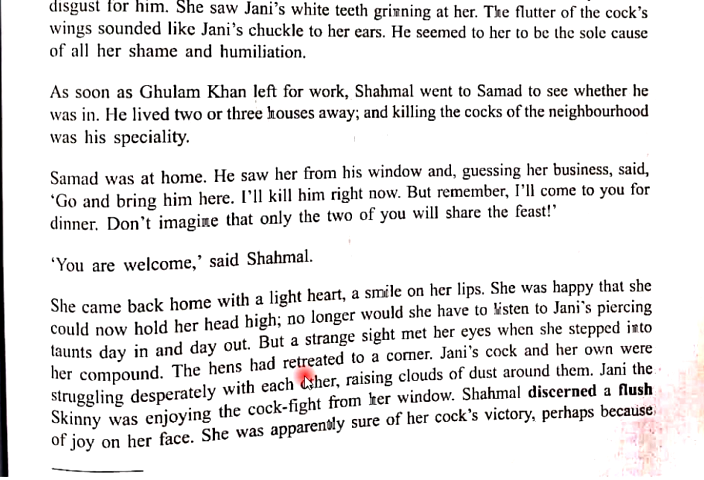 disgust for him. She saw Jani’s white teeth grinning at her. The flutter of the cock’s
wings sounded like Jani’s chuckle to her ears. He seemed to her to be the sole cause
of all her shame and humiliation.
As soon as Ghulam Khan left for work, Shahmal went to Samad to see whether he
was in. He lived two or three houses away; and killing the cocks of the neighbourhood
was his speciality.
Samad was at home. He saw her from his window and, guessing her business, said,
‘Go and bring him here. I’ll kill him right now. But remember, I’ll come to you for
dinner. Don’t imagine that only the two of you will share the feast!’
‘You are welcome,’ said Shahmal.
She came back home with a light heart, a smile on her lips. She was happy that she
could now hold her head high; no longer would she have to listen to Jani’s piercing
taunts day in and day out. But a strange sight met her eyes when she stepped into
her compound. The hens had retreated to a corner. Jani’s cock and her own were
struggling desperately with each other, raising clouds of dust around them. Jani the
Skinny was enjoying the cock-fight from her window. Shahmal discerned a flush
of joy on her face. She was apparently sure of her cock’s victory, perhaps because